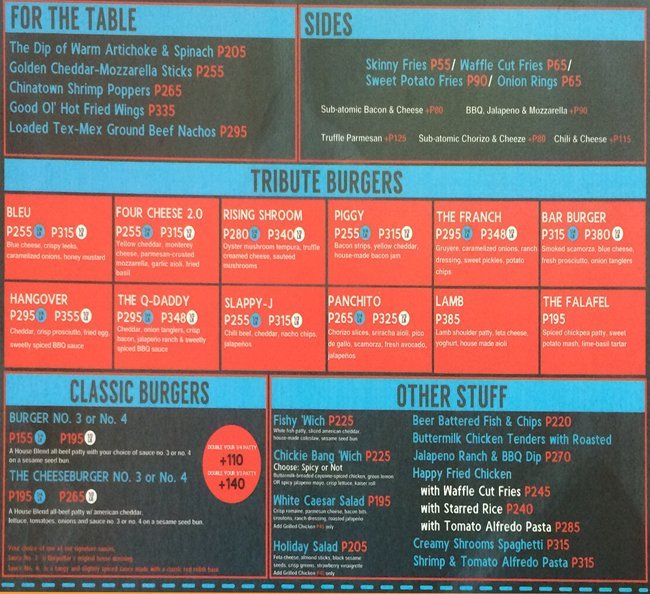 FOR THE TABLE
The Dip of Warm Artichoke & Spinach P205
Golden Cheddar-Mozzarella Sticks P255
Chinatown Shrimp Poppers P265
Good Ol' Hot Fried Wings P335
Loaded Tex-Mex Ground Beef Nachos P295
SIDES
Skinny Fries P55/ Waffle Cut Fries P65/
Sweet Potato Fries P90/ Onion Rings P65
Sub-atomic Bacon & Cheese +P80 BBQ, Jalapeno & Mozzarella +P90
Truffle Parmesan +P125 Sub-atomic Chorizo & Cheeze +P80 Chili & Cheese +P115
TRIBUTE BURGERS
BLEU
P255 P315
Blue cheese, crispy leeks,
caramelized onions, honey mustard
FOUR CHEESE 2.0
P255 P315
Yellow cheddar, monterey
cheese, parmesan-crusted
mozzarella, garlic aioli, fried
basil
RISING SHROOM
P280 P340
Oyster mushroom tempura, truffle
creamed cheese, sauteed
mushrooms
PIGGY
P255 P315
Bacon strips, yellow cheddar,
house-made bacon jam
THE FRANCH
P295 P348
Gruyere, caramelized onions, ranch
dressing, sweet pickles, potato
chips
BAR BURGER
P315 P380
Smoked scamorza, blue cheese,
fresh prosciutto, onion tanglers
HANGOVER
P295 P355
Cheddar, crisp prosciutto, fried egg,
sweetly spiced BBQ sauce
THE Q-DADDY
P295 P348
Cheddar, onion tanglers, crisp
bacon, jalapeno ranch & sweetly
spiced BBQ sauce
SLAPPY-J
P255 P315
Chili beef, cheddar, nacho chips,
jalapeños
PANCHITO
P265 P325
Chorizo slices, sriracha aioli, pico
de gallo, scamorza, fresh avocado,
jalapeños
LAMB
P385
Lamb shoulder patty, feta cheese,
yoghurt, house made aioli
THE FALAFEL
P195
Spiced chickpea patty, sweet
potato mash, lime-basil tartar
CLASSIC BURGERS
BURGER NO. 3 or No. 4
P155 P195
A House Blend all-beef patty with your choice of sauce no. 3 or no. 4
on a sesame seed bun.
THE CHEESEBURGER NO. 3 or No. 4
P195 P265
A House Blend all-beef patty w/ american cheddar,
lettuce, tomatoes, onions and sauce no. 3 or no. 4 on a sesame seed bun.
DOUBLE YOUR 1/4 PATTY
+110
DOUBLE YOUR 1/3 PATTY
+140
Your choice of one of our signature sauces.
Sauce No. 3 is burger bar's original house dressing
Sauce No. 4 is a tangy and slightly spiced sauce made with a classic red relish base
OTHER STUFF
Fishy 'Wich P225
White fish patty, sliced american cheddar,
house-made coleslaw, sesame seed bun
Chickie Bang 'Wich P225
Choose: Spicy or Not
Buttermilk-breaded cayenne-spiced chicken, green lemon
OR spicy jalapeno mayo, crisp lettuce, kaiser roll
White Caesar Salad P195
Crisp romaine, parmesan cheese, bacon bits,
croutons, ranch dressing, roasted jalapeno
Add Grilled Chicken P45 only
Holiday Salad P205
Feta cheese, almond sticks, black sesame
seeds, crisp greens, strawberry vinaigrette
Add Grilled Chicken P45 only
Beer Battered Fish & Chips P220
Buttermilk Chicken Tenders with Roasted
Jalapeno Ranch & BBQ Dip P270
Happy Fried Chicken
with Waffle Cut Fries P245
with Starred Rice P240
with Tomato Alfredo Pasta P285
Creamy Shrooms Spaghetti P315
Shrimp & Tomato Alfredo Pasta P315